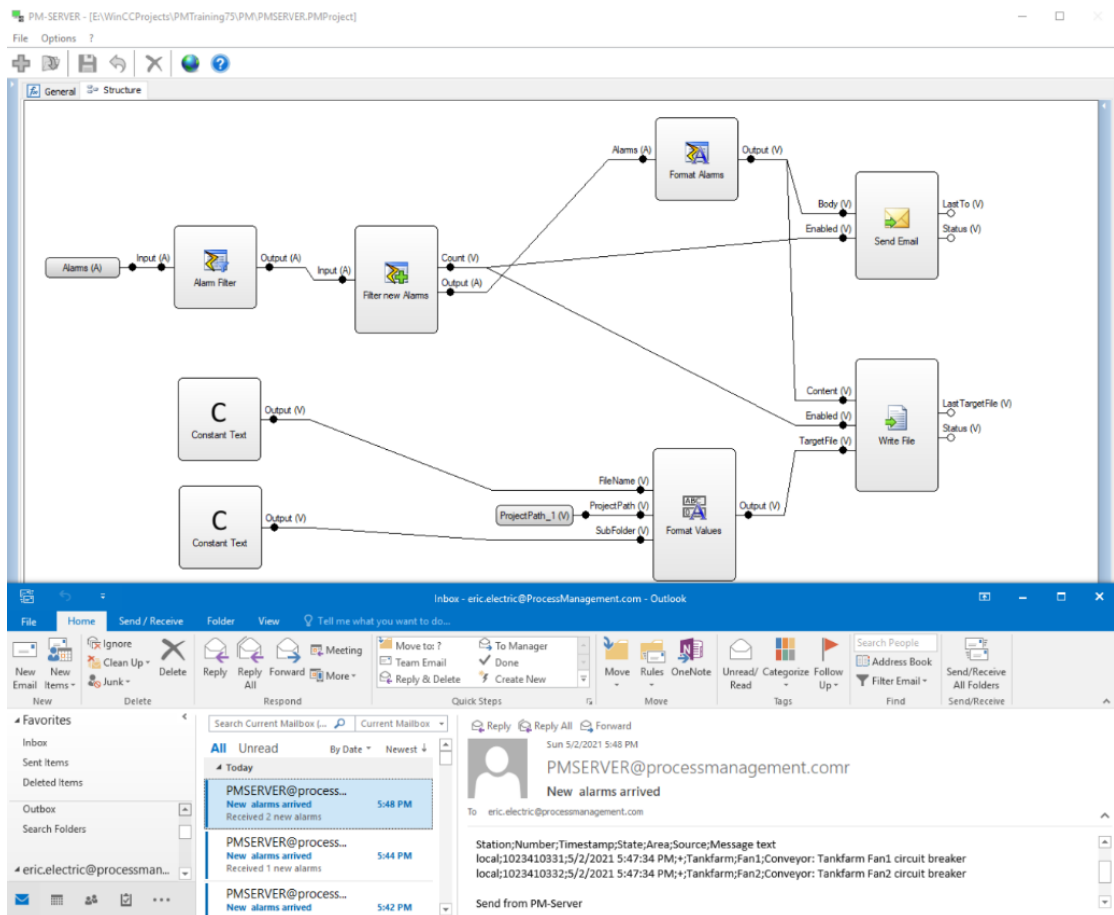 PM-SERVER - [E:\WinCCProjects\PMTraining75\PM\PMSERVER.PMProject]
File Options ?
General Structure
Alarms (A) Output (V)
Format Alarms
Body (V) LastTo (V)
Enabled (V) Status (V)
Send Email
Alarms (A) Input (A) Output (A) Input (A) Count (V)
Output (A)
Alarm Filter Filter new Alarms
Content (V) LastTargetFile (V)
Enabled (V) Status (V)
TargetFile (V) Write File
C Output (V)
Constant Text
FileName (V)
ProjectPath_1 (V) ProjectPath (V) Output (V)
SubFolder (V) Format Values
ABC
C Output (V)
Constant Text
Inbox - eric.electric@ProcessManagement.com - Outlook
File Home Send / Receive Folder View Tell me what you want to do...
New Email New Items Ignore Clean Up Junk Delete Reply Reply All Forward Meeting More Move to: ? Team Email Reply & Delete To Manager Done Create New Move Rules OneNote Unread/ Read Categorize Follow Up Search People Address Book Filter Email Send/Receive All Folders
New Delete Respond Quick Steps Move Tags Find Send/Receive
Favorites
Inbox
Sent Items
Deleted Items
Outbox
Search Folders
eric.electric@processman...
Search Current Mailbox (... Current Mailbox
All Unread By Date Newest
Today
PMSERVER@process...
New alarms arrived 5:48 PM
Received 2 new alarms
PMSERVER@process...
New alarms arrived 5:44 PM
Received 1 new alarms
PMSERVER@process...
New alarms arrived 5:42 PM
Reply Reply All Forward
Sun 5/2/2021 5:48 PM
PMSERVER@processmanagement.comr
New alarms arrived
To eric.electric@processmanagement.com
Station;Number;Timestamp;State;Area;Source;Message text
local;1023410331;5/2/2021 5:47:34 PM;+;Tankfarm;Fan1;Conveyor: Tankfarm Fan1 circuit breaker
local;1023410332;5/2/2021 5:47:34 PM;+;Tankfarm;Fan2;Conveyor: Tankfarm Fan2 circuit breaker
Send from PM-Server